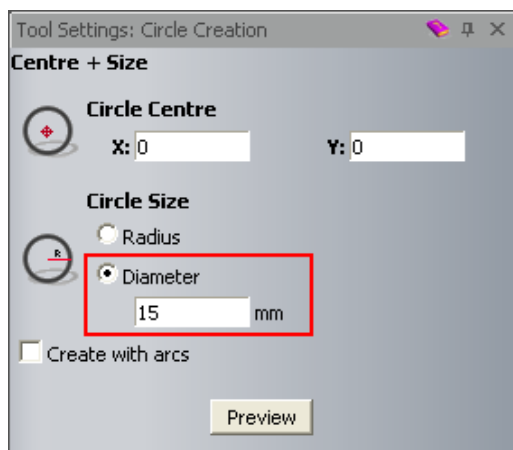 Tool Settings: Circle Creation
Centre + Size
Circle Centre
X: 0 Y: 0
Circle Size
Radius
R
Diameter
15 mm
Create with arcs
Preview